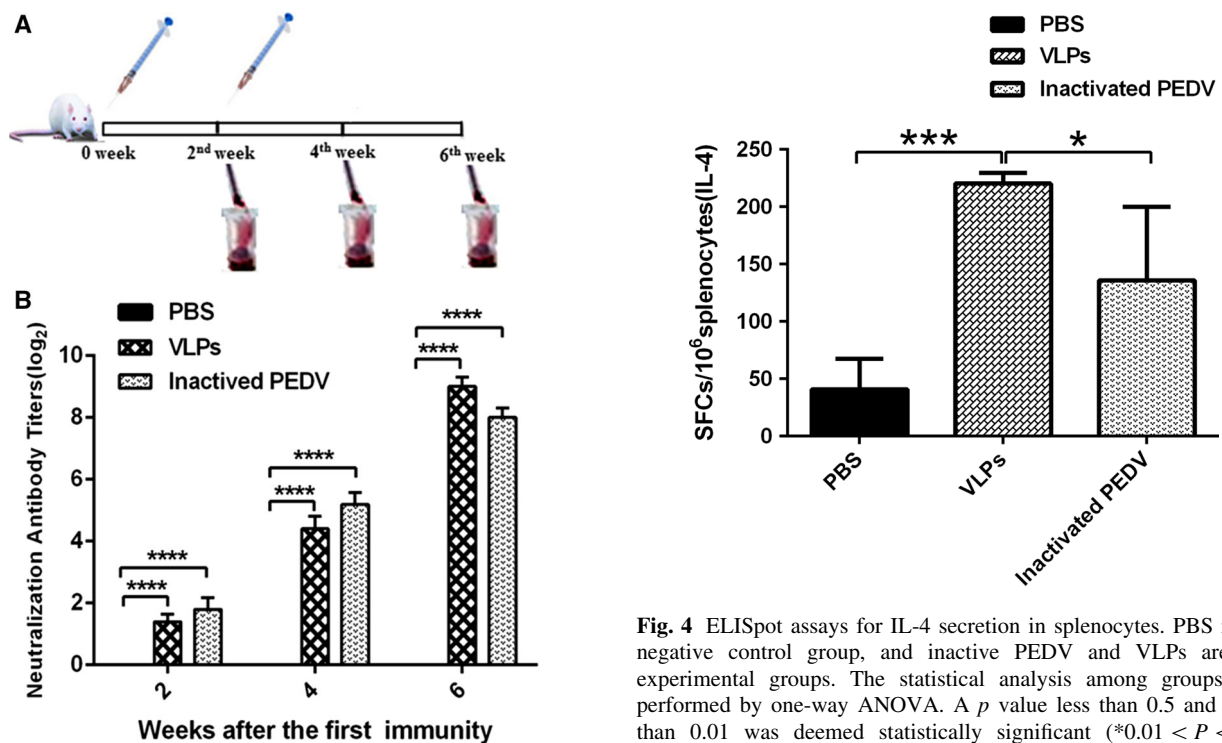 A
0 week
2nd week
4th week
6th week
B
PBS
VLPs
Inactived PEDV
Neutralization Antibody Titers(log2)
10
8
6
4
2
0
****
****
****
****
****
****
2
4
6
Weeks after the first immunity
PBS
VLPs
Inactivated PEDV
SFCs/10^6 splenocytes(IL-4)
250
200
150
100
50
0
***
*
PBS
VLPs
Inactivated PEDV
Fig. 4 ELISpot assays for IL-4 secretion in splenocytes. PBS
negative control group, and inactive PEDV and VLPs are
experimental groups. The statistical analysis among groups
performed by one-way ANOVA. A p value less than 0.5 and
than 0.01 was deemed statistically significant (*0.01 < P <